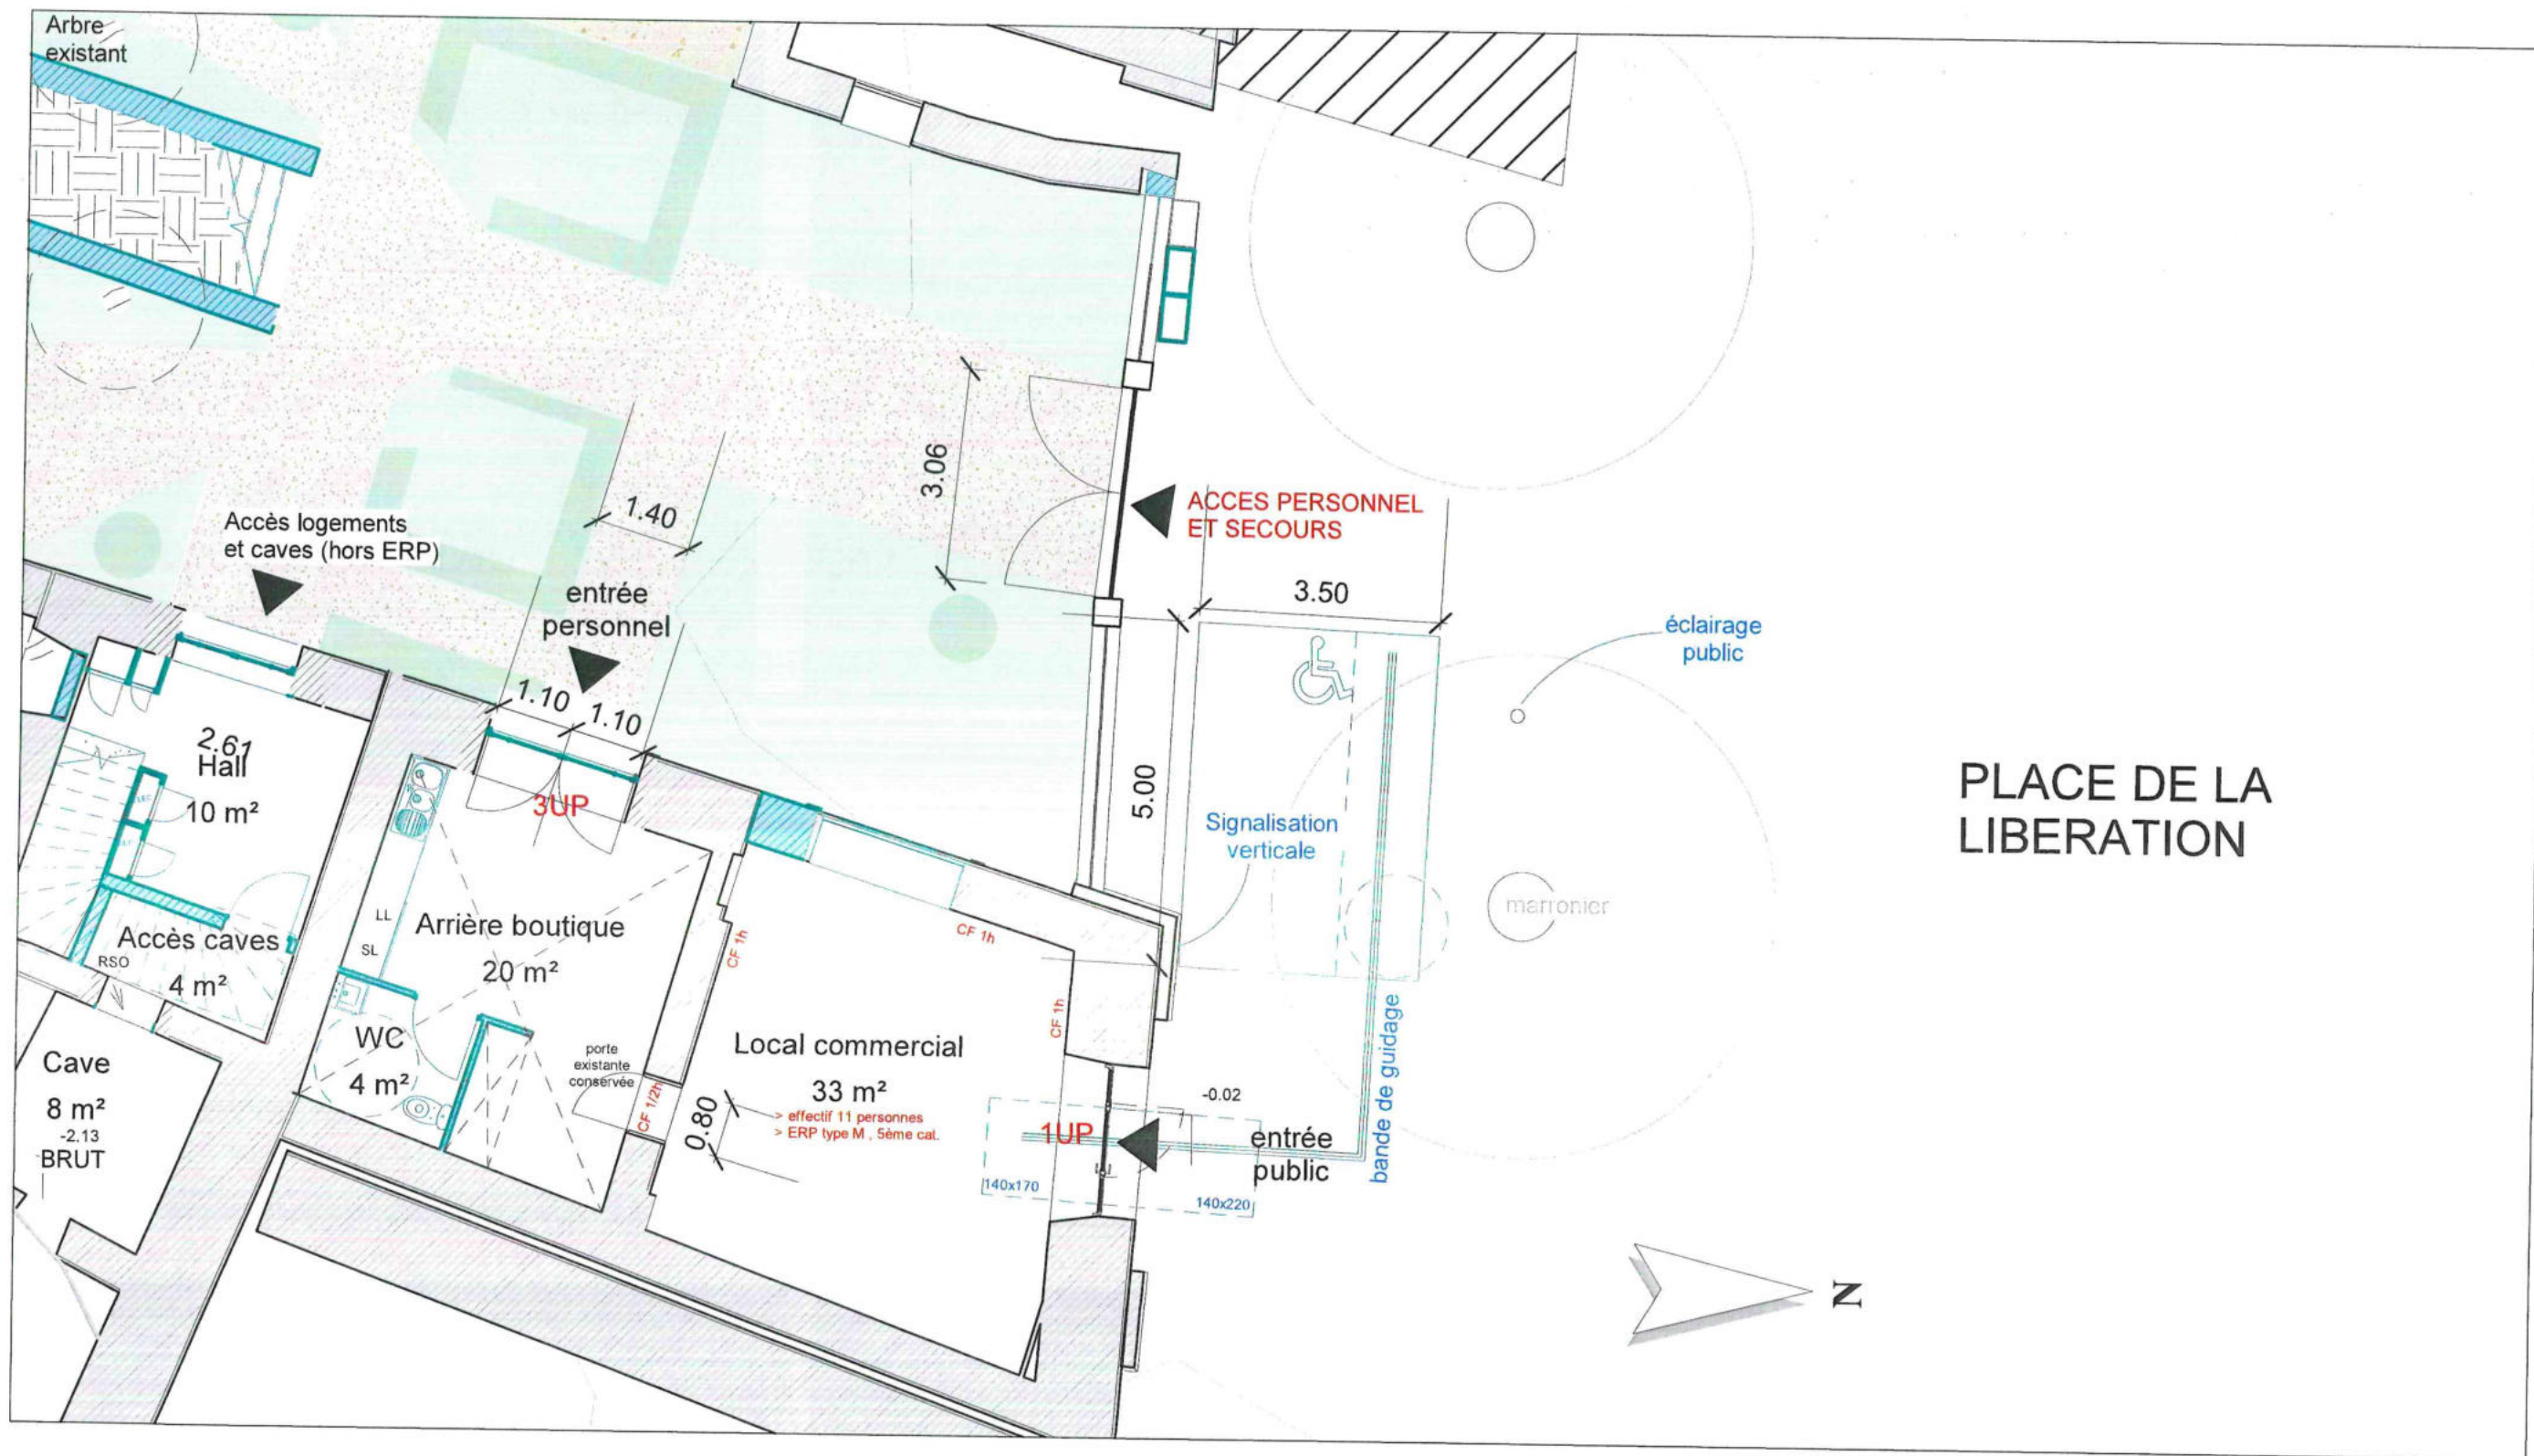 Arbre
existant
3.06
ACCES PERSONNEL
ET SECOURS
1.40
Accès logements
et caves (hors ERP)
entrée
personnel
3.50
éclairage
public
1.10
1.10
2.61
Hall
10 m²
3UP
5.00
PLACE DE LA
LIBERATION
Signalisation
verticale
marronier
LL
SL
Arrière boutique
20 m²
CF 1h
CF 1h
CF 1h
Accès caves
RSO
4 m²
WC
4 m²
porte
existante
conservée
CF 1/2h
Local commercial
33 m²
> effectif 11 personnes
> ERP type M , 5ème cat.
0.80
Cave
8 m²
-2.13
BRUT
1UP
-0.02
entrée
public
140x170
140x220
bande de guidage
N